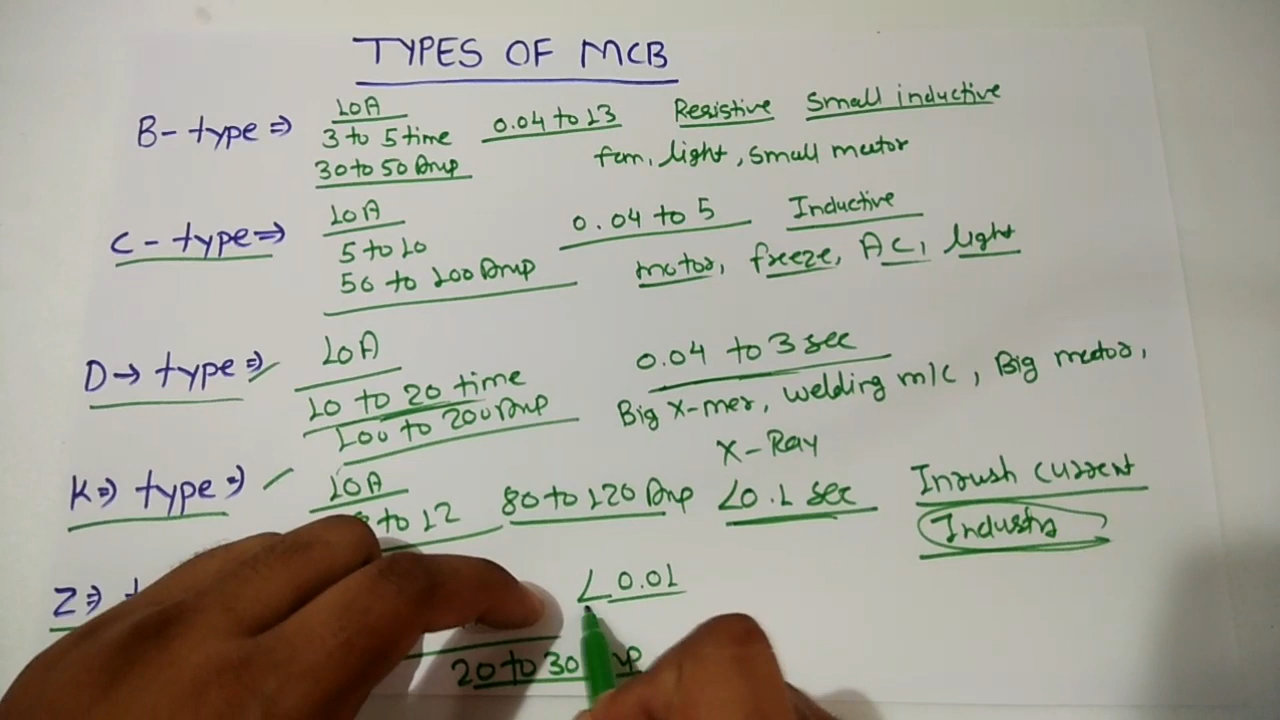 TYPES OF MCB
B- type ⇒ 10A 3 to 5 time 30 to 50 Amp 0.04 to 13 Resistive Small inductive
fan, light, small motor
C - type ⇒ 10A 5 to 10 50 to 100 Amp 0.04 to 5 Inductive
motor, freeze, AC, light
D → type ⇒ 10A 10 to 20 time 100 to 200 Amp 0.04 to 3 sec
Big X-mer, welding m/c, Big motor,
X-Ray
K ⇒ type ⇒ 10A to 12 80 to 120 Amp <0.1 sec Inrush current
Industry
Z ⇒ <0.01
20 to 30